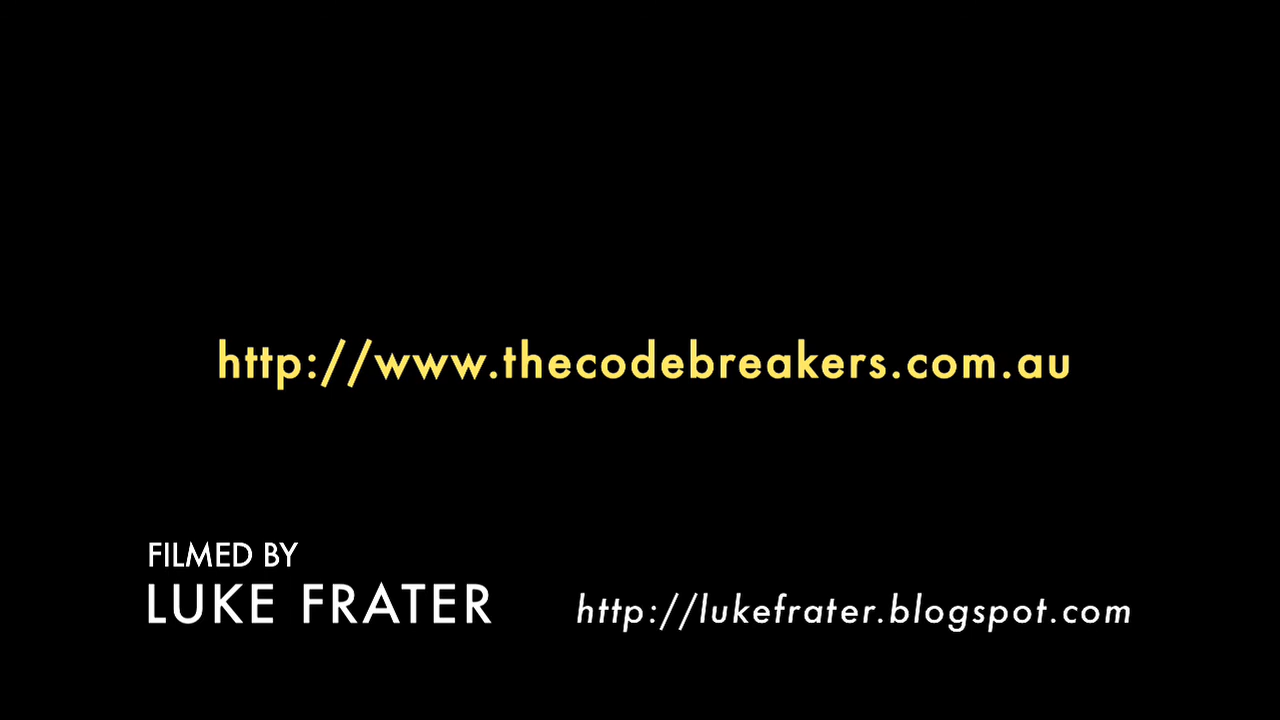 http://www.thecodebreakers.com.au
FILMED BY
LUKE FRATER
http://lukefrater.blogspot.com